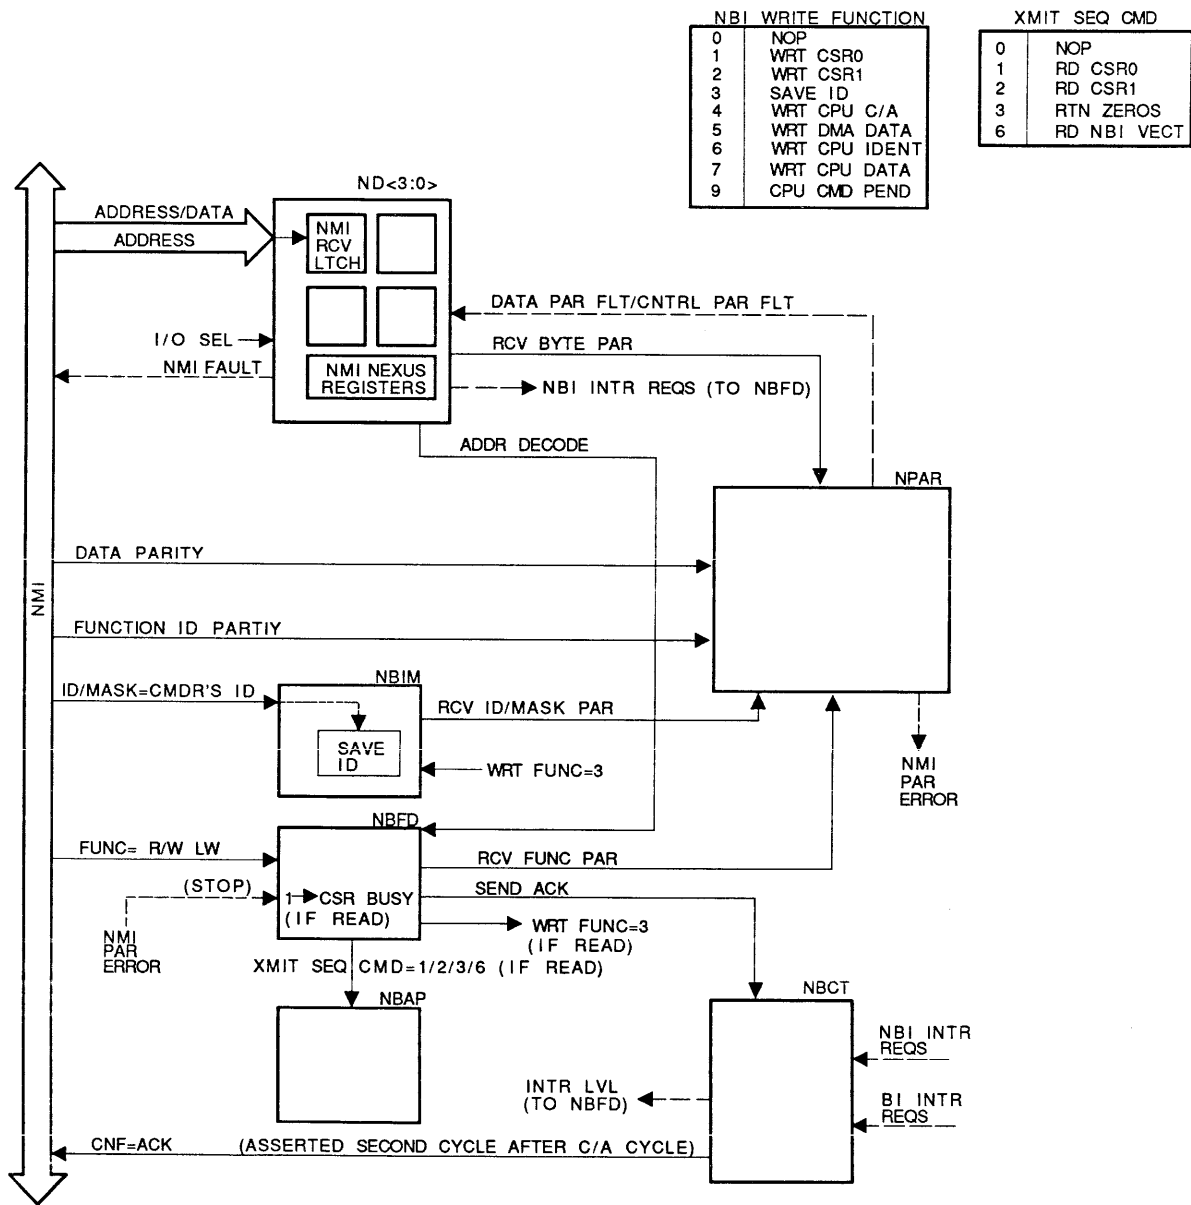 NBI WRITE FUNCTION
0 NOP
1 WRT CSR0
2 WRT CSR1
3 SAVE ID
4 WRT CPU C/A
5 WRT DMA DATA
6 WRT CPU IDENT
7 WRT CPU DATA
9 CPU CMD PEND
XMIT SEQ CMD
0 NOP
1 RD CSR0
2 RD CSR1
3 RTN ZEROS
6 RD NBI VECT
ND<3:0>
ADDRESS/DATA
ADDRESS
NMI
RCV
LTCH
DATA PAR FLT/CNTRL PAR FLT
I/O SEL
RCV BYTE PAR
NMI FAULT
NMI NEXUS
REGISTERS
NBI INTR REQS (TO NBFD)
ADDR DECODE
NPAR
DATA PARITY
NMI
FUNCTION ID PARTIY
NBIM
ID/MASK=CMDR'S ID
RCV ID/MASK PAR
SAVE
ID
WRT FUNC=3
NMI
PAR
ERROR
NBFD
FUNC= R/W LW
RCV FUNC PAR
(STOP)
1 CSR BUSY
(IF READ)
SEND ACK
WRT FUNC=3
(IF READ)
NMI
PAR
ERROR
XMIT SEQ CMD=1/2/3/6 (IF READ)
NBAP
NBCT
NBI INTR
REQS
INTR LVL
(TO NBFD)
BI INTR
REQS
CNF=ACK (ASSERTED SECOND CYCLE AFTER C/A CYCLE)